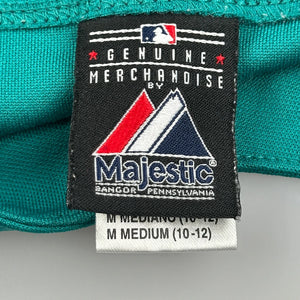 GENUINE
MERCHANDISE
BY
Majestic®
BANGOR PENNSYLVANIA
M MEDIANO (10-12)
M MEDIUM (10-12)